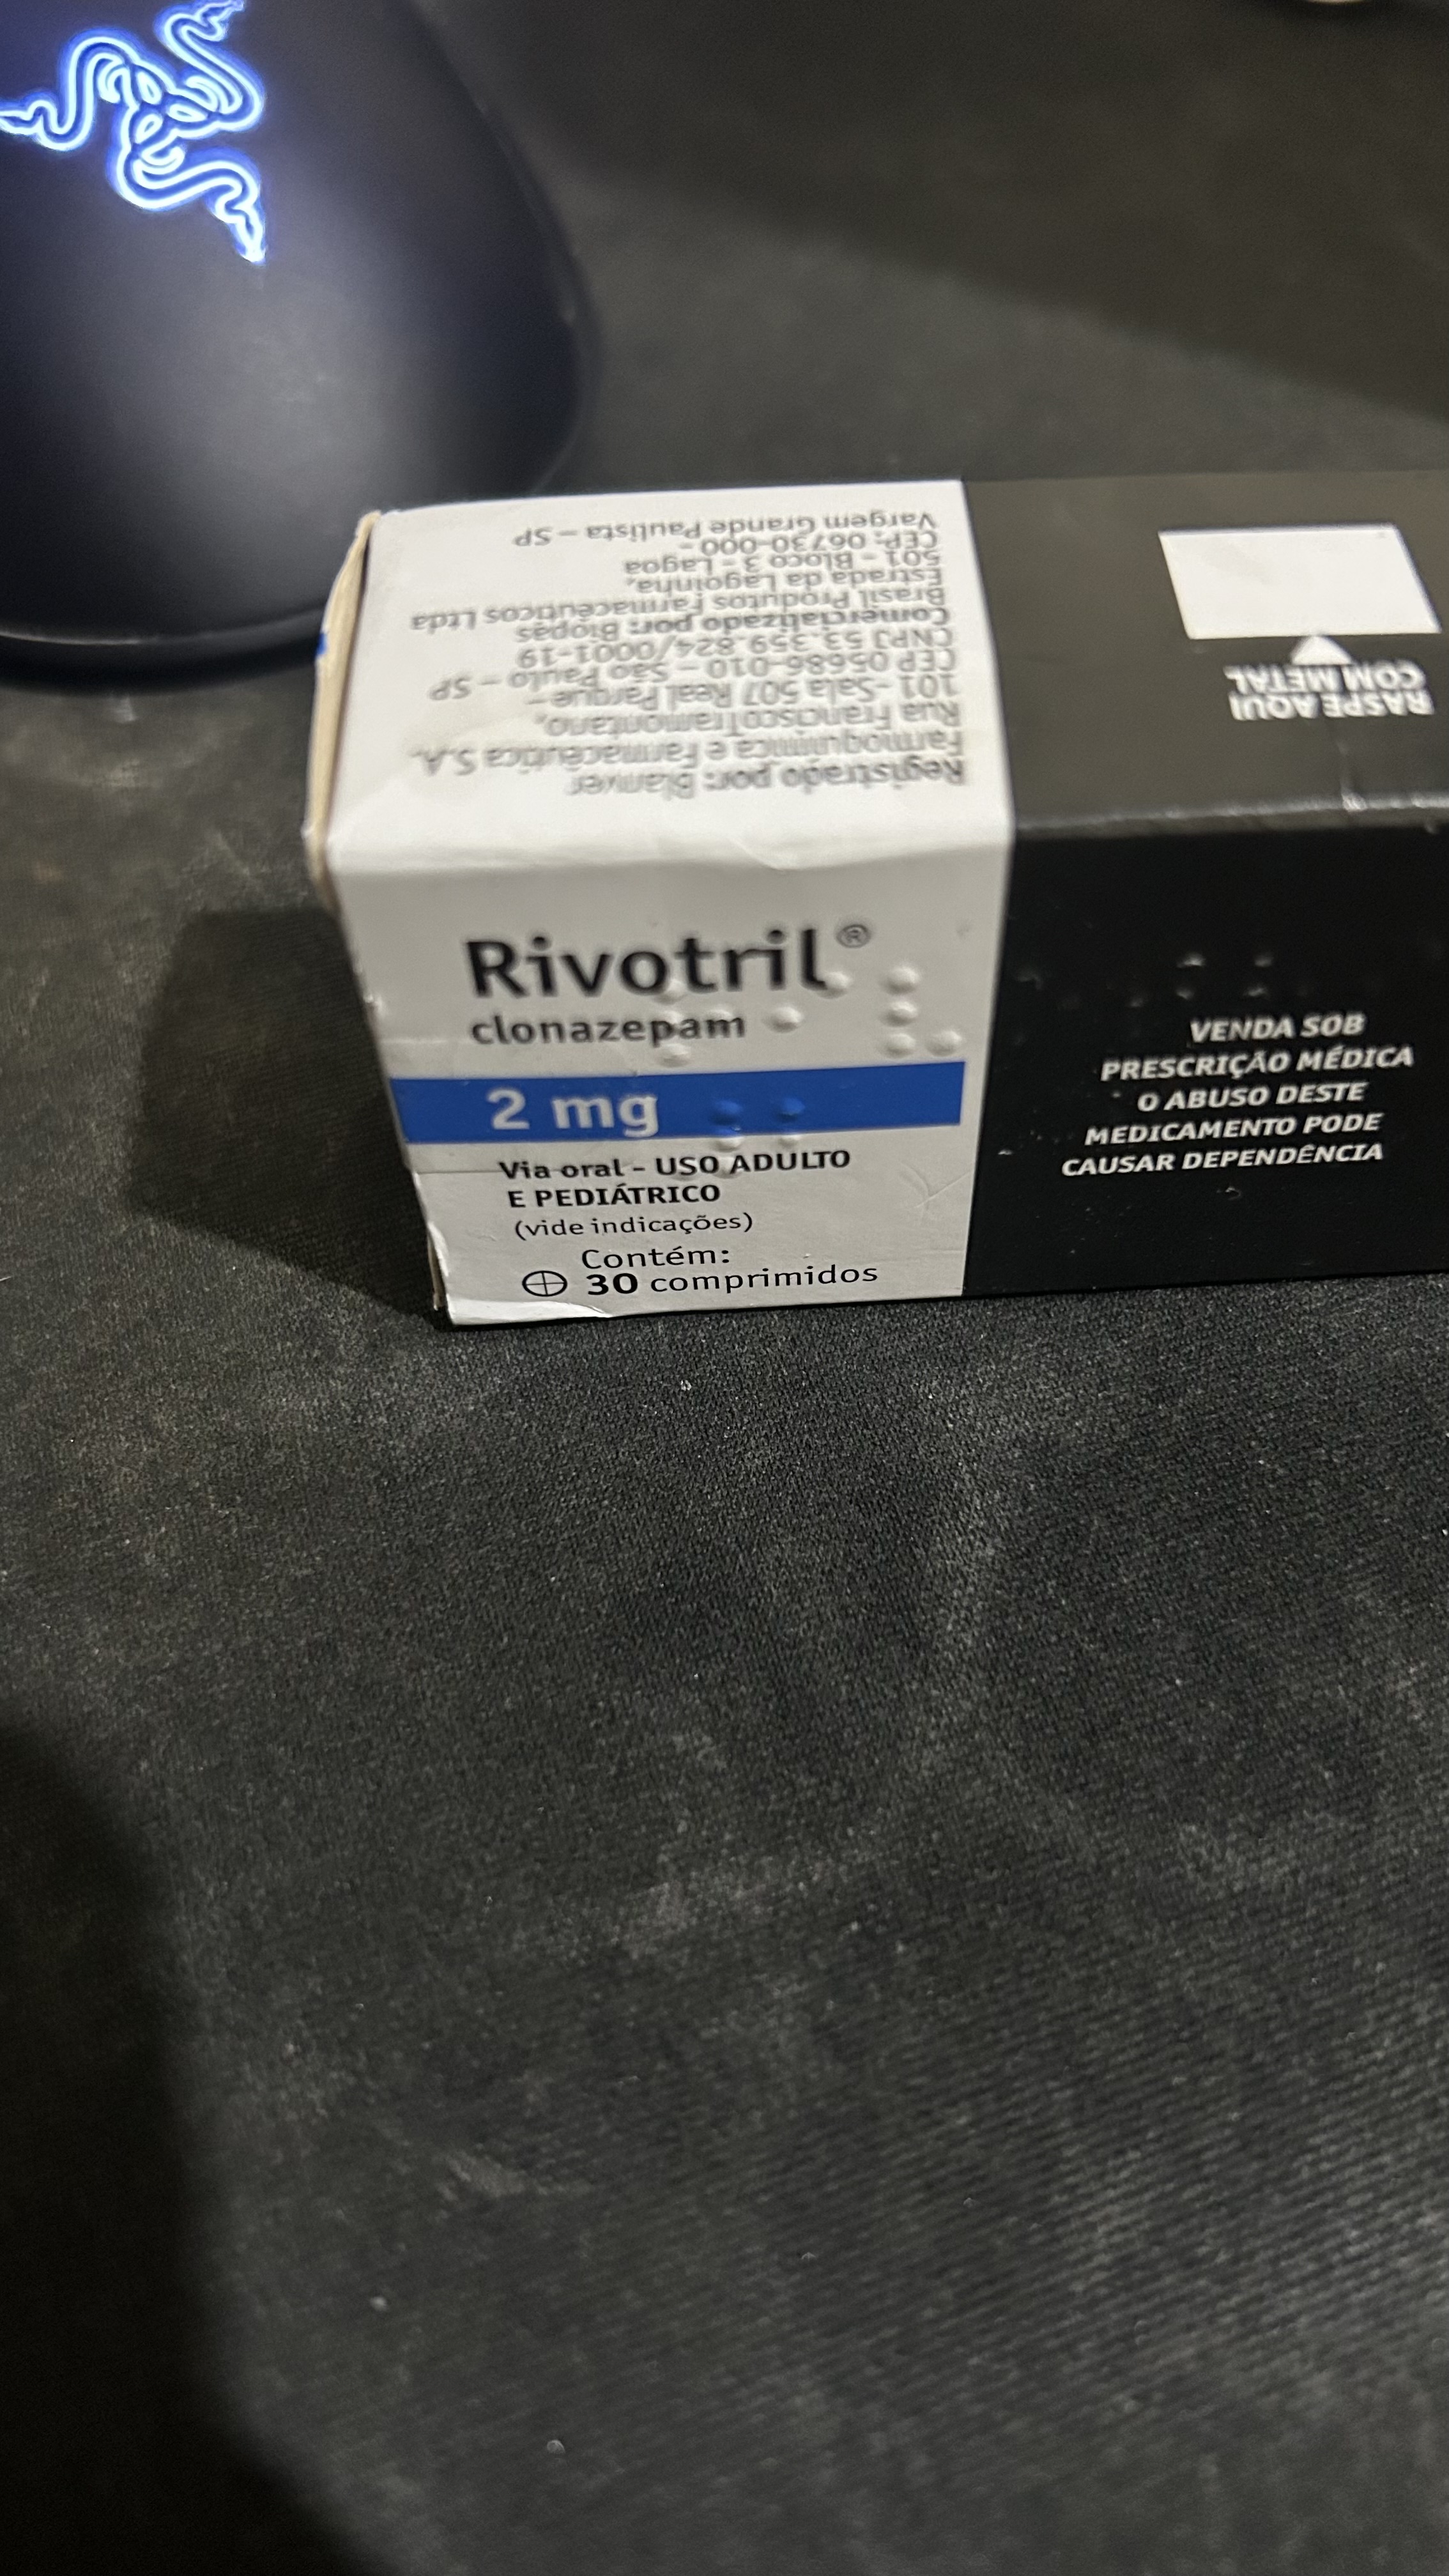 Registrado por: Blanver
Farmoquímica e Farmacêutica S.A.
Rua Francisco Tramontano,
101 - Sala 507 Real Parque -
CEP 05686-010 - São Paulo - SP
CNPJ 53.359.824/0001-19
Comercializado por: Biopas
Brasil Produtos Farmacêuticos Ltda
Estrada da Lagoinha,
501 - Bloco 3 - Lagoa
CEP: 06730-000 -
Vargem Grande Paulista - SP
RASPE AQUI
COM METAL
Rivotril®
clonazepam
2 mg
Via oral - USO ADULTO
E PEDIÁTRICO
(vide indicações)
Contém:
30 comprimidos
VENDA SOB
PRESCRIÇÃO MÉDICA
O ABUSO DESTE
MEDICAMENTO PODE
CAUSAR DEPENDÊNCIA